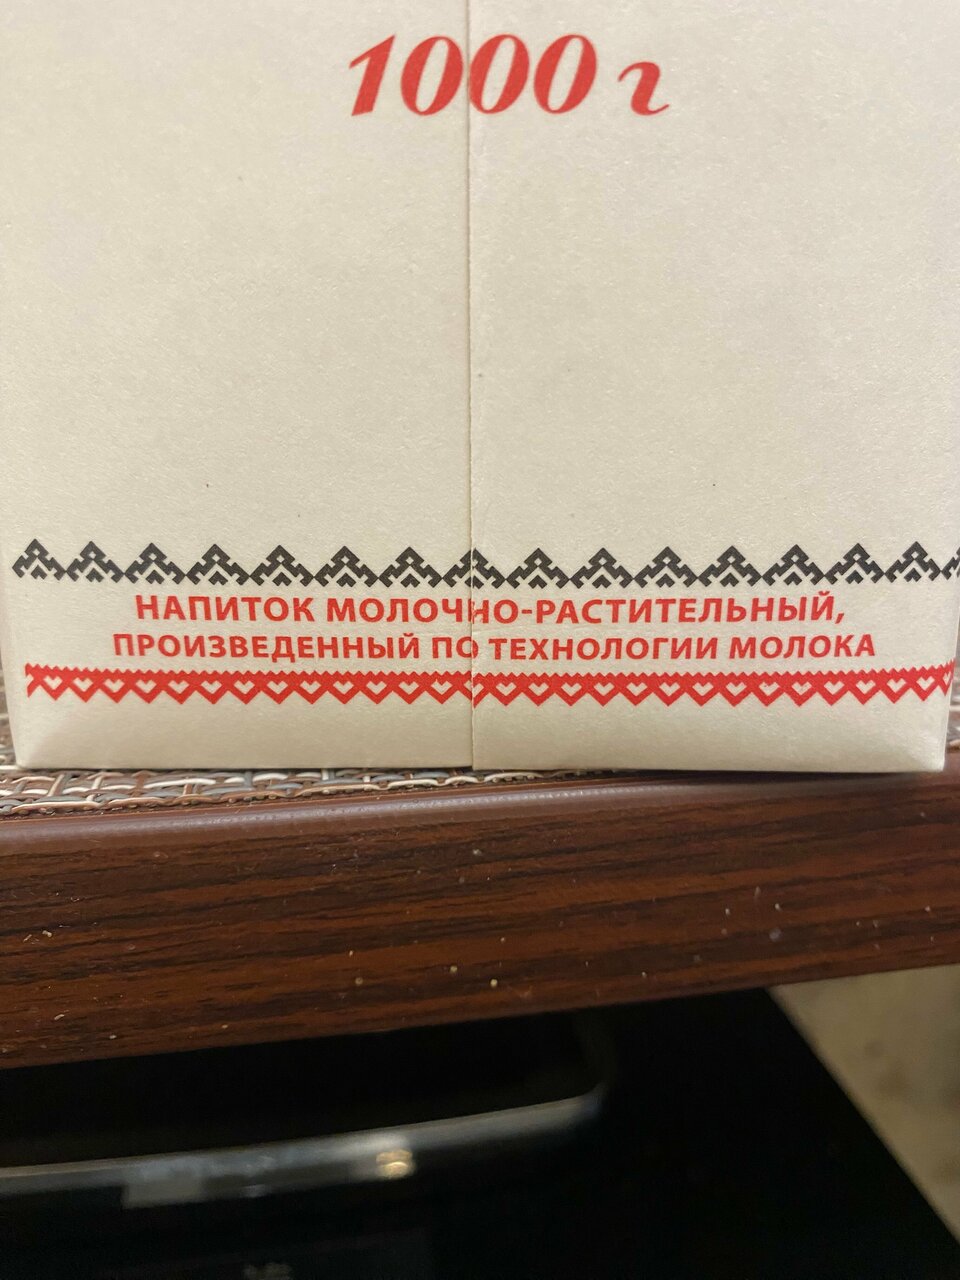 1000 г
НАПИТОК МОЛОЧНО-РАСТИТЕЛЬНЫЙ,
ПРОИЗВЕДЕННЫЙ ПО ТЕХНОЛОГИИ МОЛОКА